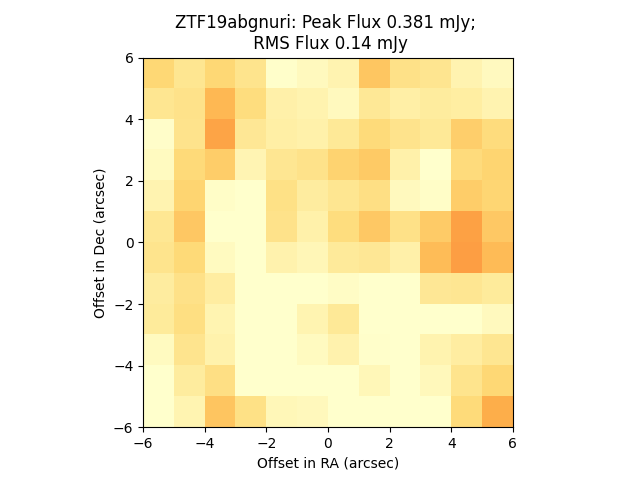 ZTF19abgnuri: Peak Flux 0.381 mJy;
RMS Flux 0.14 mJy
6
4
2
0
−2
−4
−6
Offset in Dec (arcsec)
−6 −4 −2 0 2 4 6
Offset in RA (arcsec)